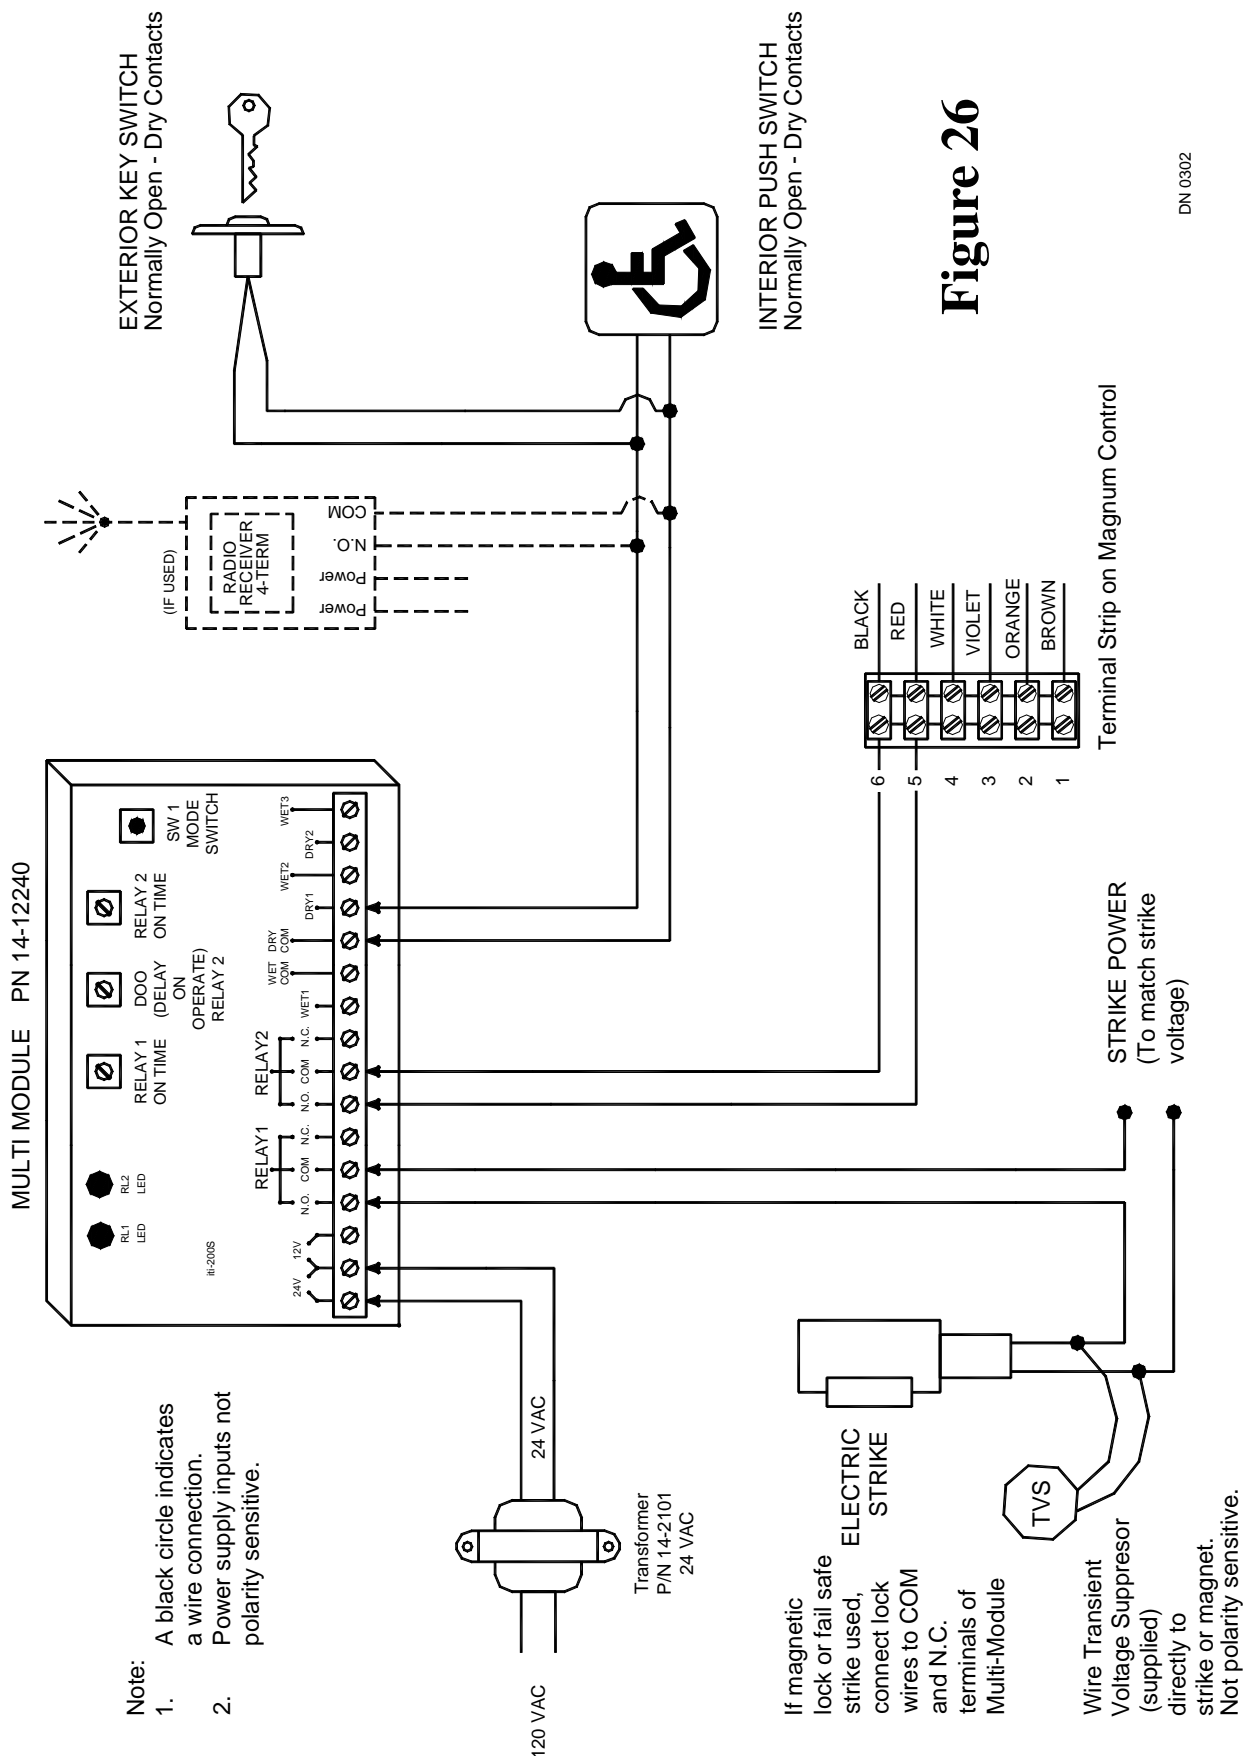 MULTI MODULE   PN 14-12240
RL1
LED
RL2
LED
RELAY 1
ON TIME
DOO
(DELAY
ON
OPERATE)
RELAY 2
RELAY 2
ON TIME
SW 1
MODE
SWITCH
iti-200S
24V
12V
RELAY1
N.O.
COM
N.C.
RELAY2
N.O.
COM
N.C.
WET1
WET
COM
DRY
COM
DRY1
WET2
DRY2
WET3
(IF USED)
RADIO
RECEIVER
4-TERM
Power
Power
N.O.
COM
EXTERIOR KEY SWITCH
Normally Open - Dry Contacts
INTERIOR PUSH SWITCH
Normally Open - Dry Contacts
Note:
1. A black circle indicates
a wire connection.
2. Power supply inputs not
polarity sensitive.
120 VAC
24 VAC
Transformer
P/N 14-2101
24 VAC
If magnetic
lock or fail safe
strike used,
connect lock
wires to COM
and N.C.
terminals of
Multi-Module
ELECTRIC
STRIKE
TVS
Wire Transient
Voltage Suppresor
(supplied)
directly to
strike or magnet.
Not polarity sensitive.
STRIKE POWER
(To match strike
voltage)
6
5
4
3
2
1
BLACK
RED
WHITE
VIOLET
ORANGE
BROWN
Terminal Strip on Magnum Control
Figure 26
DN 0302